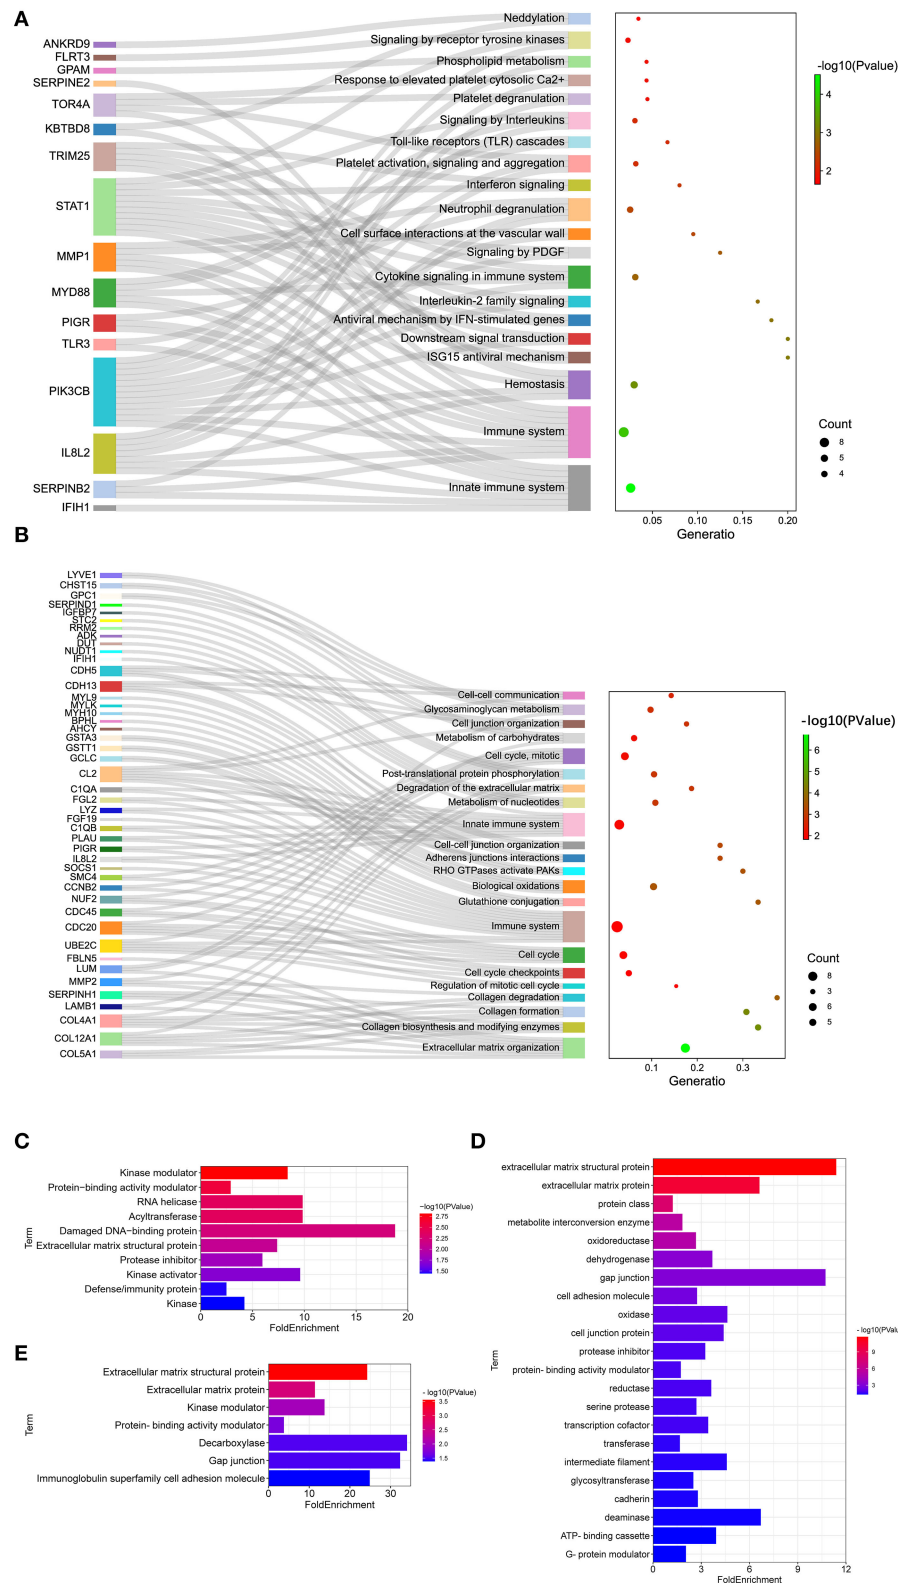 A
ANKRD9
FLRT3
GPAM
SERPINE2
TOR4A
KBTBD8
TRIM25
STAT1
MMP1
MYD88
PIGR
TLR3
PIK3CB
IL8L2
SERPINB2
IFIH1
Neddylation
Signaling by receptor tyrosine kinases
Phospholipid metabolism
Response to elevated platelet cytosolic Ca2+
Platelet degranulation
Signaling by Interleukins
Toll-like receptors (TLR) cascades
Platelet activation, signaling and aggregation
Interferon signaling
Neutrophil degranulation
Cell surface interactions at the vascular wall
Signaling by PDGF
Cytokine signaling in immune system
Interleukin-2 family signaling
Antiviral mechanism by IFN-stimulated genes
Downstream signal transduction
ISG15 antiviral mechanism
Hemostasis
Immune system
Innate immune system
0.05 0.10 0.15 0.20
Generatio
-log10(Pvalue)
4
3
2
Count
8
5
4
B
LYVE1
CHST15
GPC1
SERPIND1
IGFBP7
STC2
RRM2
ADK
DUT
NUDT1
IFIH1
CDH5
CDH13
MYL9
MYLK
MYH10
BPHL
AHCY
GSTA3
GSTT1
GCLC
CL2
C1QA
FGL2
LYZ
FGF19
C1QB
PLAU
PIGR
IL8L2
SOCS1
SMC4
CCNB2
NUF2
CDC45
CDC20
UBE2C
FBLN5
LUM
MMP2
SERPINH1
LAMB1
COL4A1
COL12A1
COL5A1
Cell-cell communication
Glycosaminoglycan metabolism
Cell junction organization
Metabolism of carbohydrates
Cell cycle, mitotic
Post-translational protein phosphorylation
Degradation of the extracellular matrix
Metabolism of nucleotides
Innate immune system
Cell-cell junction organization
Adherens junctions interactions
RHO GTPases activate PAKs
Biological oxidations
Glutathione conjugation
Immune system
Cell cycle
Cell cycle checkpoints
Regulation of mitotic cell cycle
Collagen degradation
Collagen formation
Collagen biosynthesis and modifying enzymes
Extracellular matrix organization
0.1 0.2 0.3
Generatio
-log10(PValue)
6
5
4
3
2
Count
8
3
6
5
C
Term
Kinase modulator
Protein−binding activity modulator
RNA helicase
Acyltransferase
Damaged DNA−binding protein
Extracellular matrix structural protein
Protease inhibitor
Kinase activator
Defense/immunity protein
Kinase
0 5 10 15 20
FoldEnrichment
−log10(PValue)
2.75
2.50
2.25
2.00
1.75
1.50
D
Term
extracellular matrix structural protein
extracellular matrix protein
protein class
metabolite interconversion enzyme
oxidoreductase
dehydrogenase
gap junction
cell adhesion molecule
oxidase
cell junction protein
protease inhibitor
protein- binding activity modulator
reductase
serine protease
transcription cofactor
transferase
intermediate filament
glycosyltransferase
cadherin
deaminase
ATP- binding cassette
G- protein modulator
0 3 6 9 12
FoldEnrichment
- log10(PValue)
9
6
3
E
Term
Extracellular matrix structural protein
Extracellular matrix protein
Kinase modulator
Protein- binding activity modulator
Decarboxylase
Gap junction
Immunoglobulin superfamily cell adhesion molecule
0 10 20 30
FoldEnrichment
- log10(PValue)
3.5
3.0
2.5
2.0
1.5